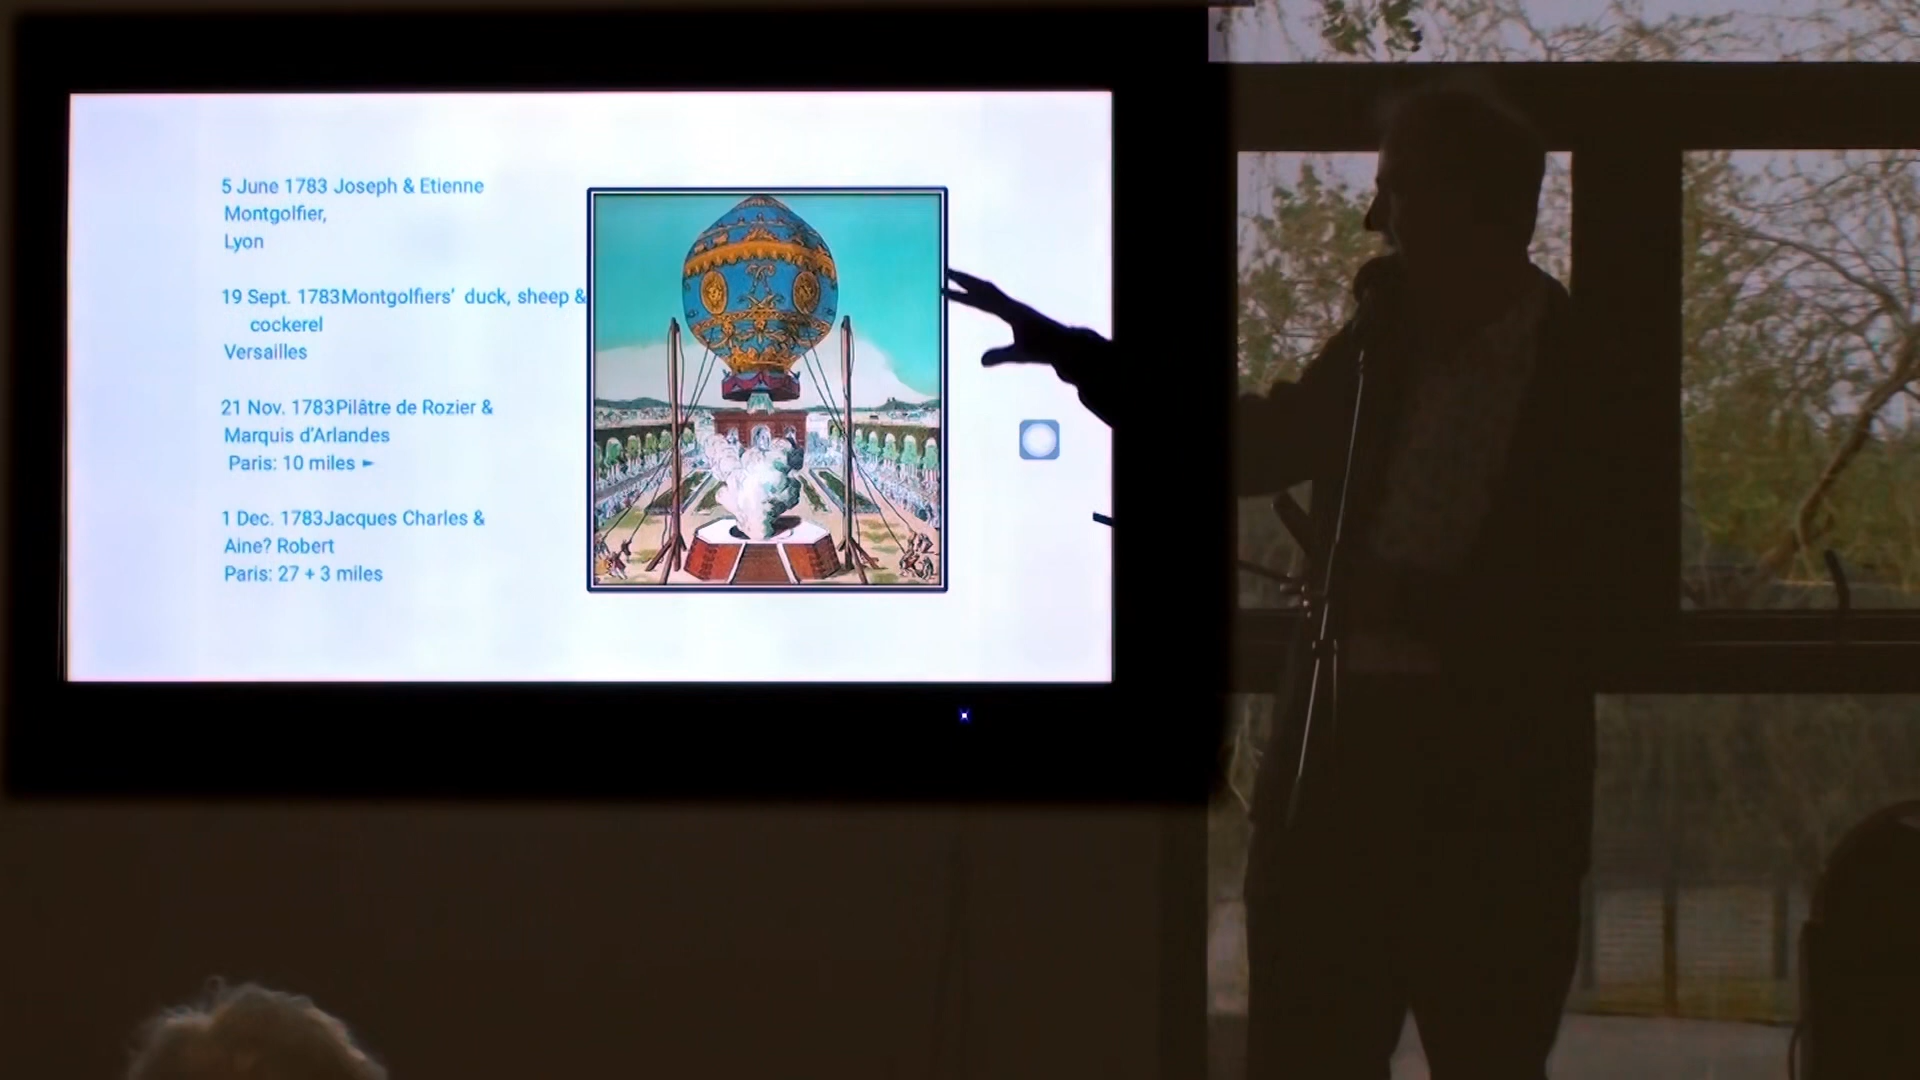 5 June 1783 Joseph & Etienne
Montgolfier,
Lyon
19 Sept. 1783Montgolfiers' duck, sheep &
cockerel
Versailles
21 Nov. 1783Pilâtre de Rozier &
Marquis d'Arlandes
Paris: 10 miles ►
1 Dec. 1783Jacques Charles &
Aine? Robert
Paris: 27 + 3 miles